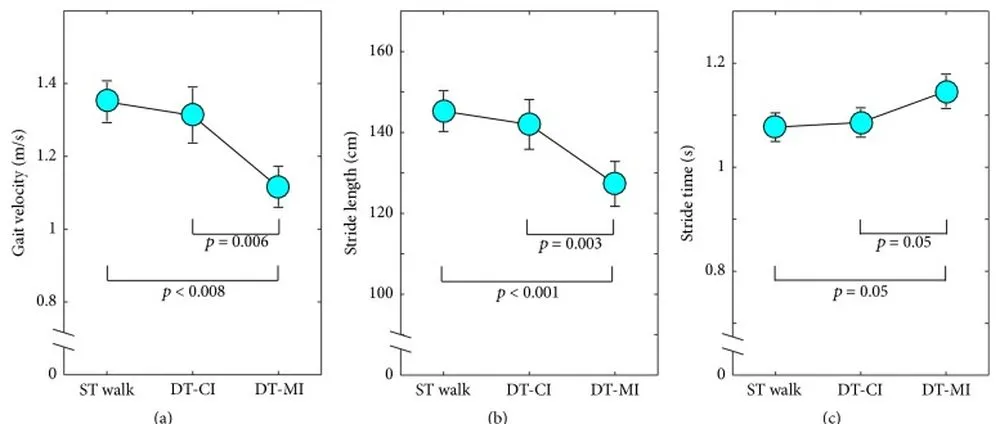 Gait velocity (m/s)
1.4
1.2
1
0.8
0
p = 0.006
p < 0.008
ST walk DT-CI DT-MI
(a)
Stride length (cm)
160
140
120
100
0
p = 0.003
p < 0.001
ST walk DT-CI DT-MI
(b)
Stride time (s)
1.2
1
0.8
0
p = 0.05
p = 0.05
ST walk DT-CI DT-MI
(c)